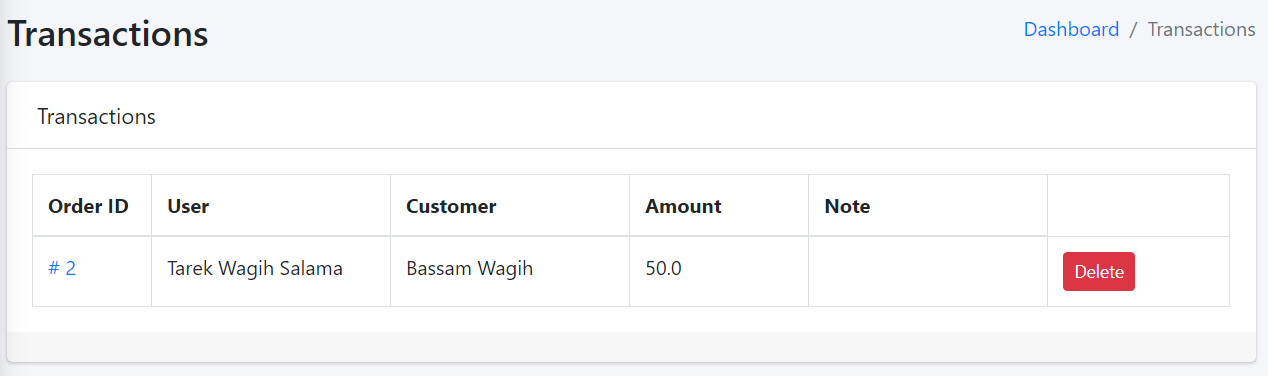 Transactions
Dashboard / Transactions
Transactions
Order ID User Customer Amount Note
# 2 Tarek Wagih Salama Bassam Wagih 50.0 Delete